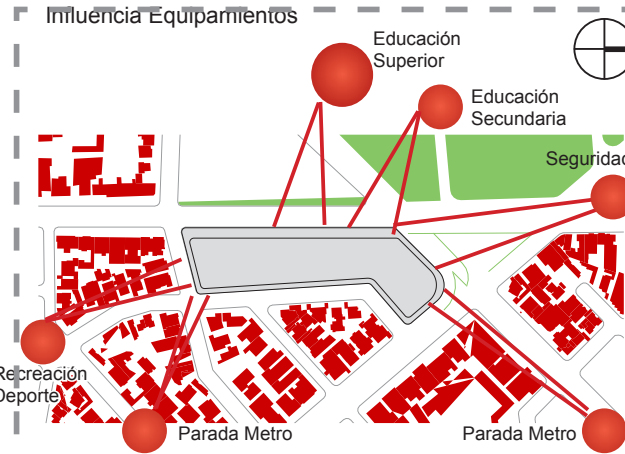 Influencia Equipamientos
Educación
Superior
Educación
Secundaria
Seguridad
Recreación
Deporte
Parada Metro
Parada Metro